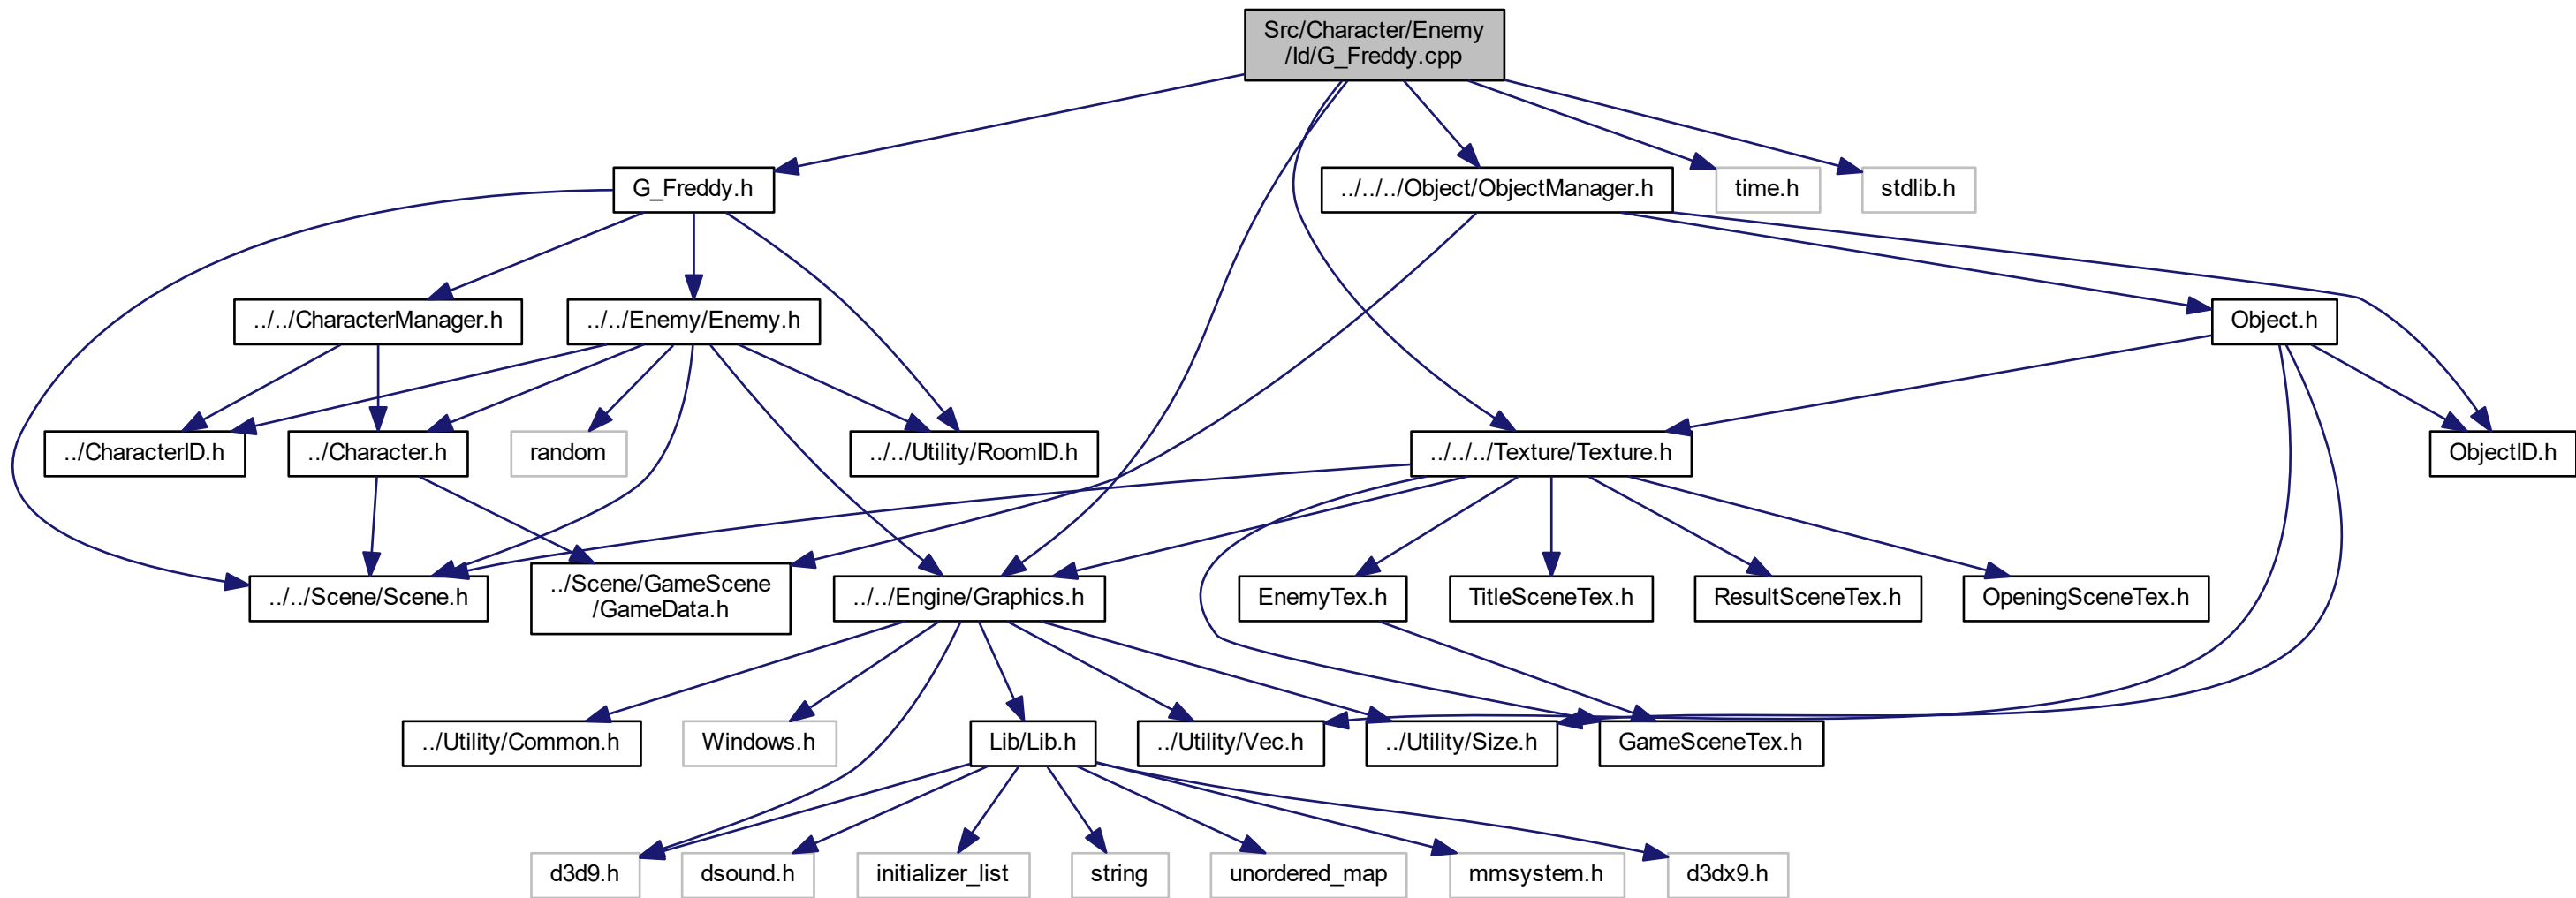 Src/Character/Enemy
/Id/G_Freddy.cpp
G_Freddy.h
../../../Object/ObjectManager.h
time.h
stdlib.h
../../CharacterManager.h
../../Enemy/Enemy.h
Object.h
../CharacterID.h
../Character.h
random
../../Utility/RoomID.h
../../../Texture/Texture.h
ObjectID.h
../../Scene/Scene.h
../Scene/GameScene
/GameData.h
../../Engine/Graphics.h
EnemyTex.h
TitleSceneTex.h
ResultSceneTex.h
OpeningSceneTex.h
../Utility/Common.h
Windows.h
Lib/Lib.h
../Utility/Vec.h
../Utility/Size.h
GameSceneTex.h
d3d9.h
dsound.h
initializer_list
string
unordered_map
mmsystem.h
d3dx9.h